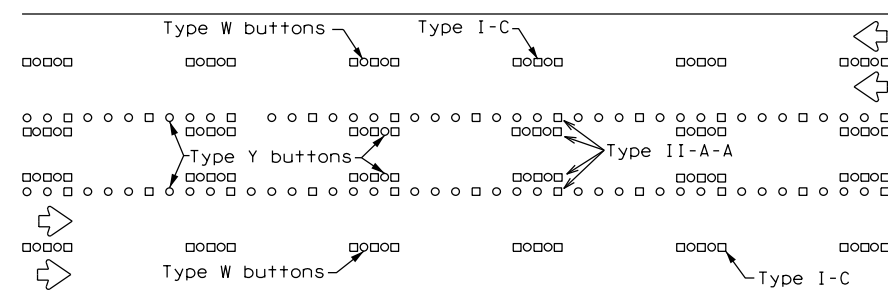 Type W buttons
Type I-C
Type Y buttons
Type II-A-A
Type W buttons
Type I-C